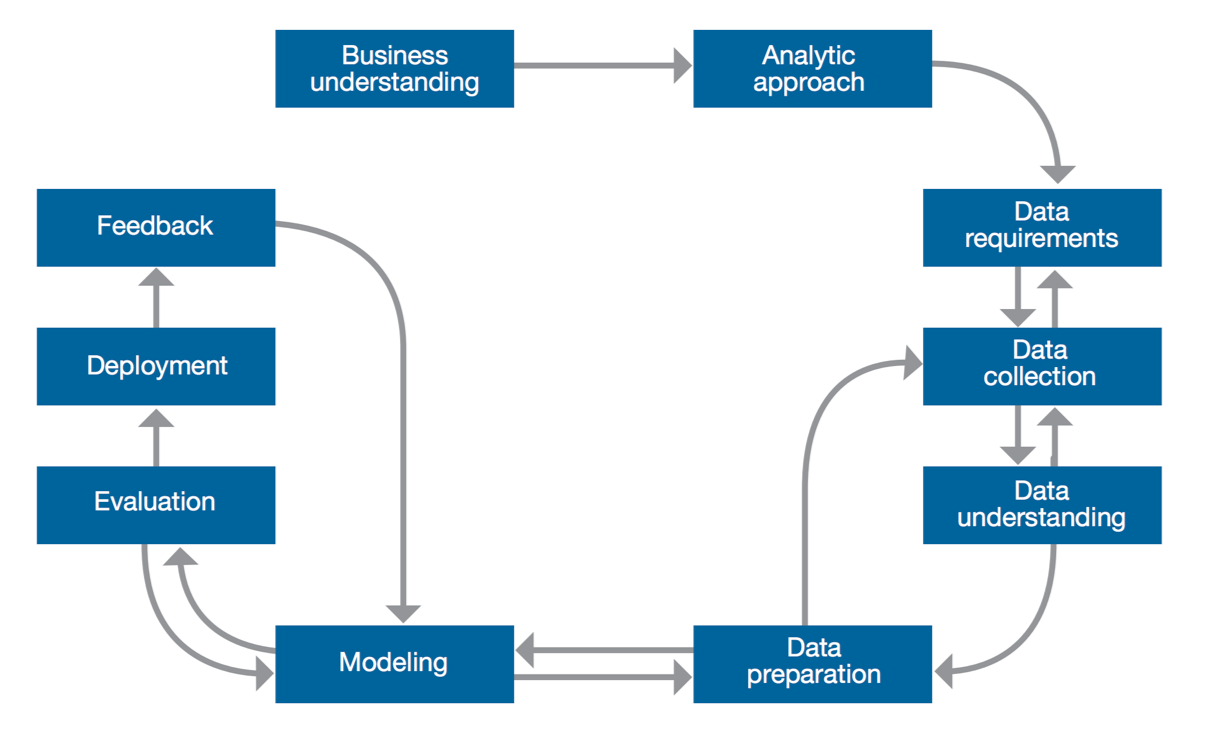 Business
understanding
Analytic
approach
Data
requirements
Data
collection
Data
understanding
Data
preparation
Modeling
Evaluation
Deployment
Feedback